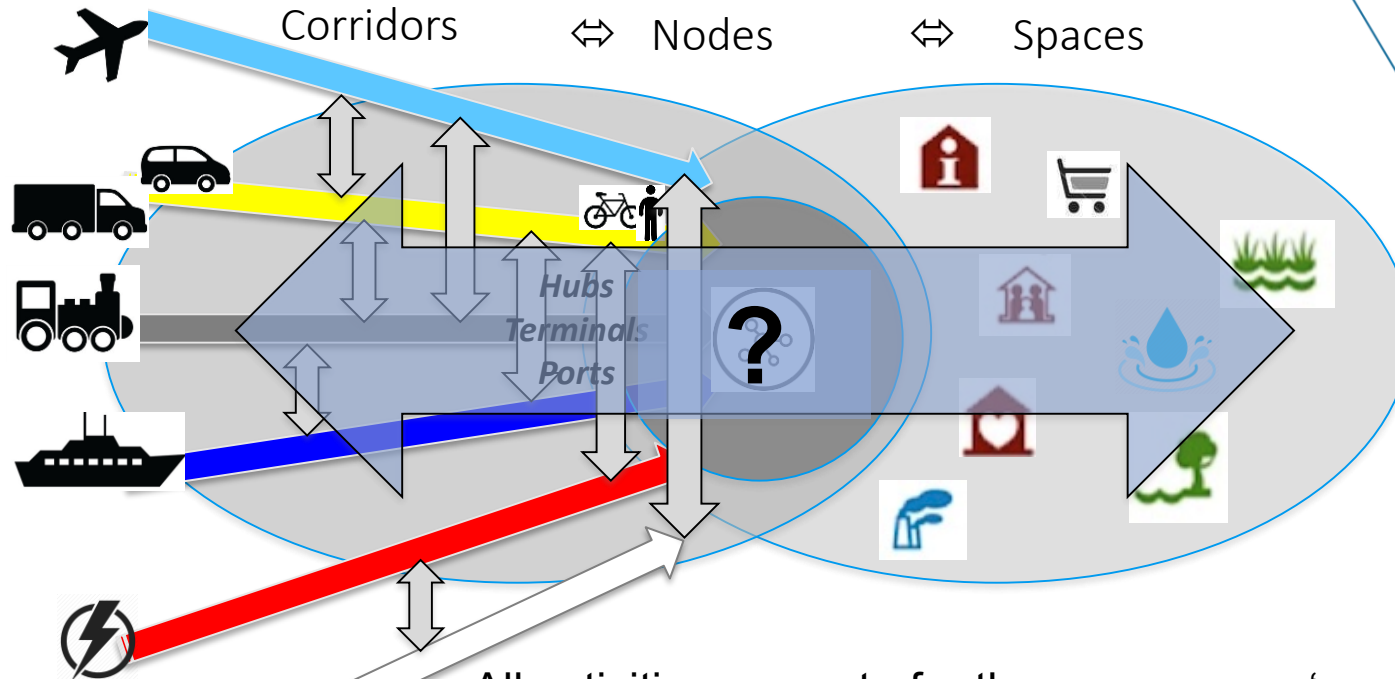 Corridors ⇔ Nodes ⇔ Spaces
Hubs
Terminals
Ports
?